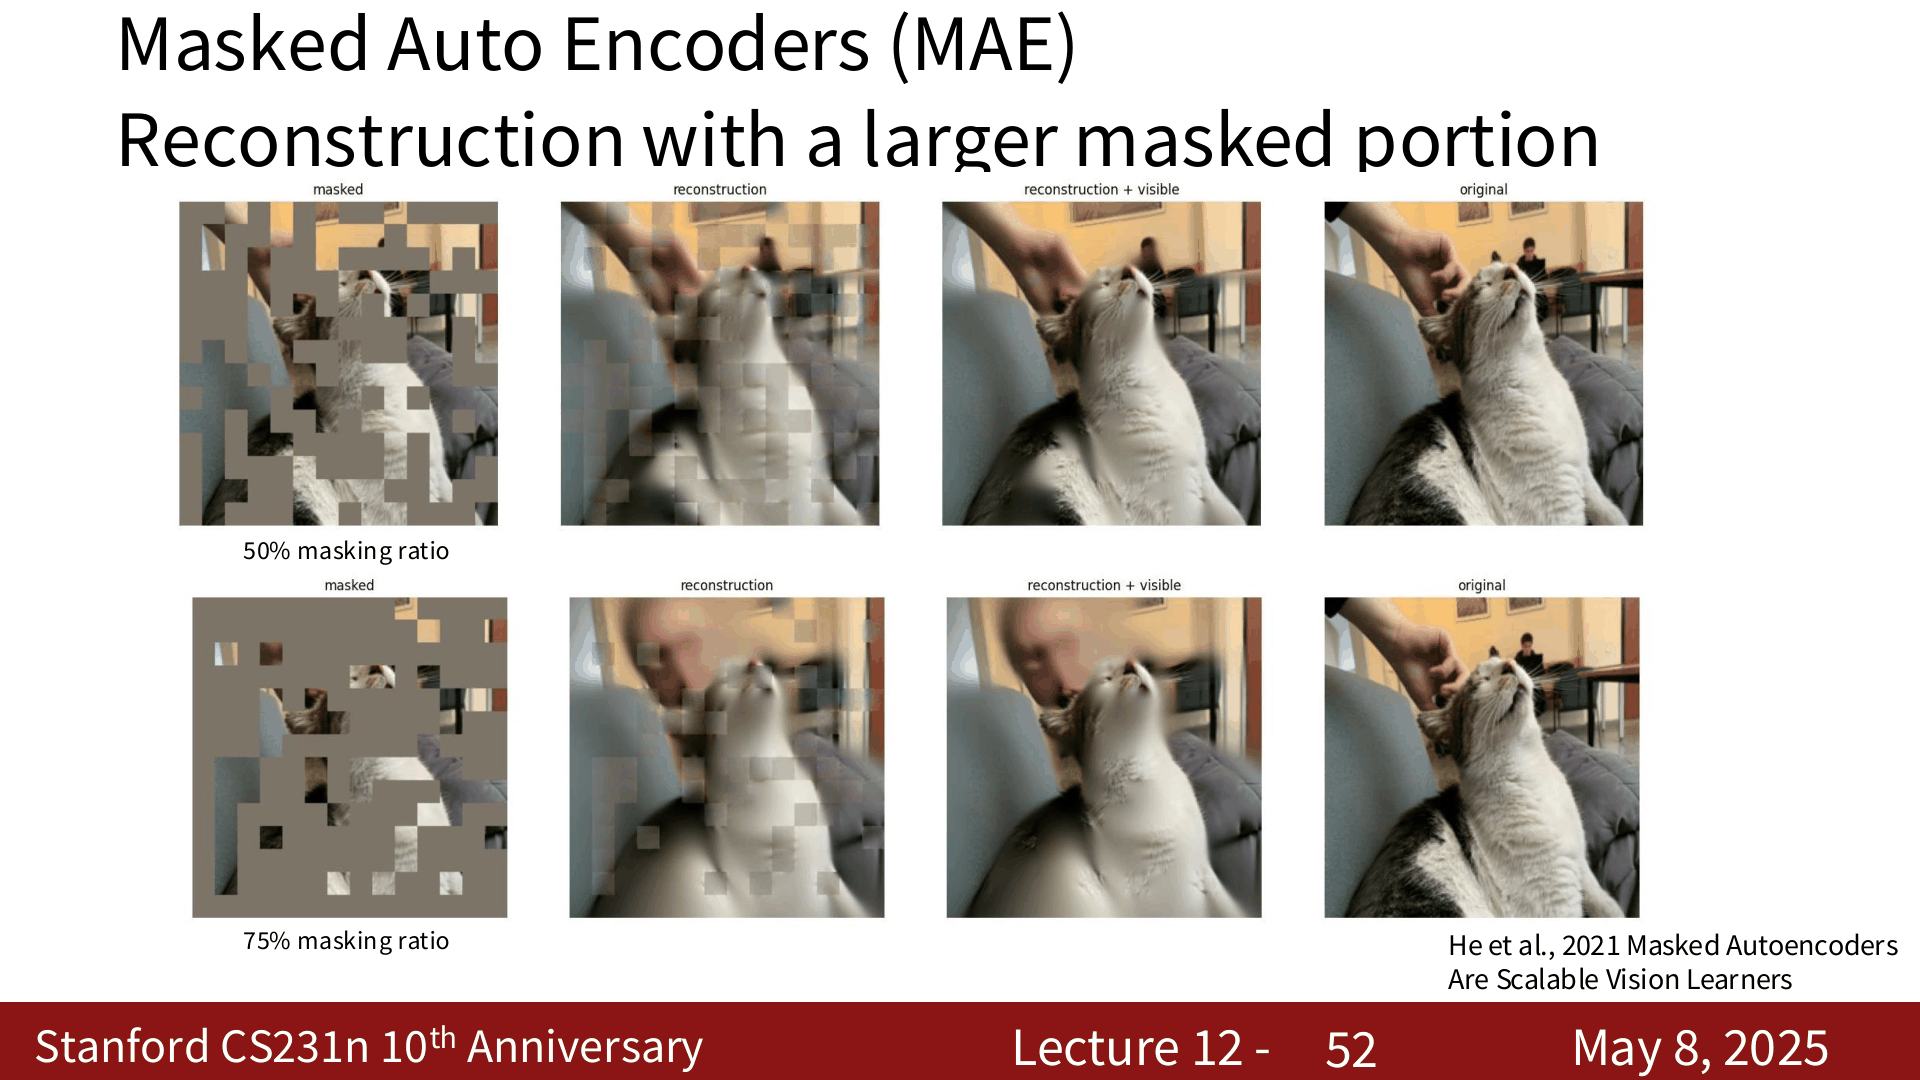 Masked Auto Encoders (MAE)
Reconstruction with a larger masked portion
masked reconstruction reconstruction + visible original
50% masking ratio
masked reconstruction reconstruction + visible original
75% masking ratio
He et al., 2021 Masked Autoencoders
Are Scalable Vision Learners
Stanford CS231n 10th Anniversary Lecture 12 - 52 May 8, 2025